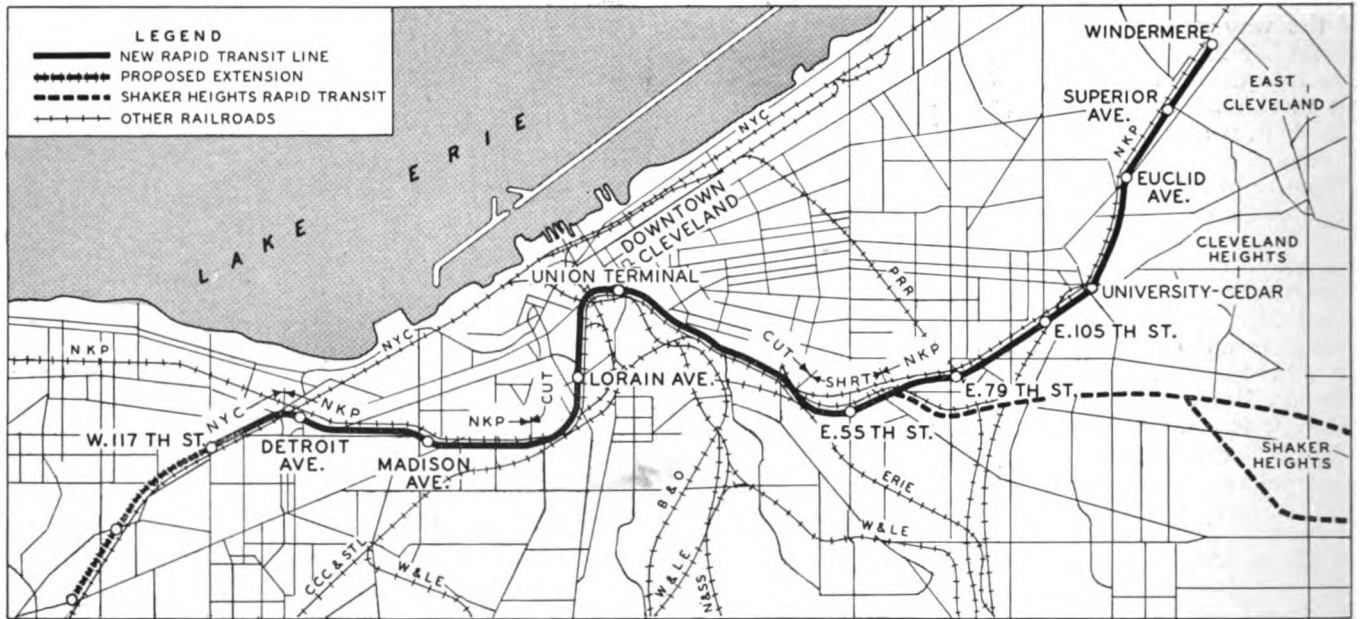 LEGEND
NEW RAPID TRANSIT LINE
PROPOSED EXTENSION
SHAKER HEIGHTS RAPID TRANSIT
OTHER RAILROADS
LAKE ERIE
WINDERMERE
EAST
CLEVELAND
SUPERIOR
AVE.
NKP
EUCLID
AVE.
NYC
DOWNTOWN
CLEVELAND
CLEVELAND
HEIGHTS
UNION TERMINAL
PRR
UNIVERSITY-CEDAR
E.105 TH ST.
NYC
NKP
CUT
SHRT
NKP
CUT
LORAIN AVE.
E.79 TH ST.
NYC
NKP
NKP
W.117 TH ST.
DETROIT
AVE.
MADISON
AVE.
E.55 TH ST.
SHAKER
HEIGHTS
B & O
ERIE
W & LE
CCC & STL
W & LE
W & LE
N&SS